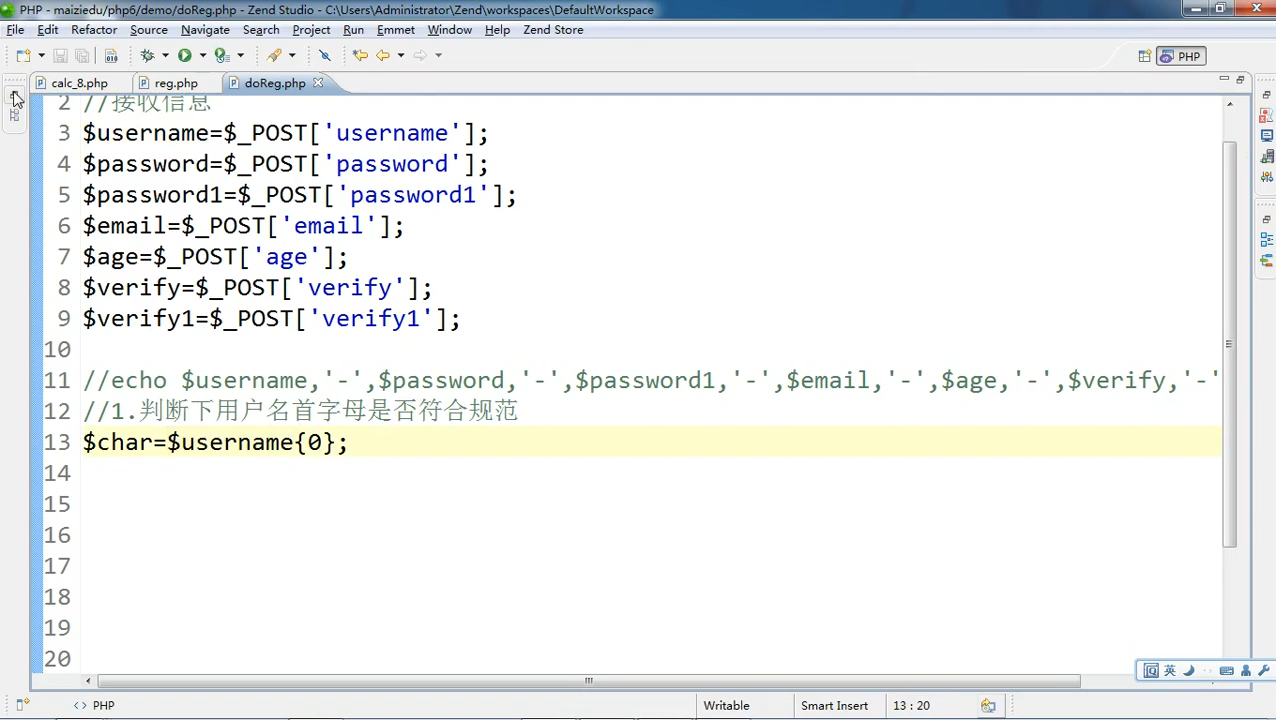 PHP - maiziedu/php6/demo/doReg.php - Zend Studio - C:\Users\Administrator\Zend\workspaces\DefaultWorkspace
File Edit Refactor Source Navigate Search Project Run Emmet Window Help Zend Store
PHP
calc_8.php reg.php doReg.php
2 //接收信息
3 $username=$_POST['username'];
4 $password=$_POST['password'];
5 $password1=$_POST['password1'];
6 $email=$_POST['email'];
7 $age=$_POST['age'];
8 $verify=$_POST['verify'];
9 $verify1=$_POST['verify1'];
10
11 //echo $username,'-',$password,'-',$password1,'-',$email,'-',$age,'-',$verify,'-'
12 //1.判断下用户名首字母是否符合规范
13 $char=$username{0};
14
15
16
17
18
19
20
英
<> PHP Writable Smart Insert 13 : 20